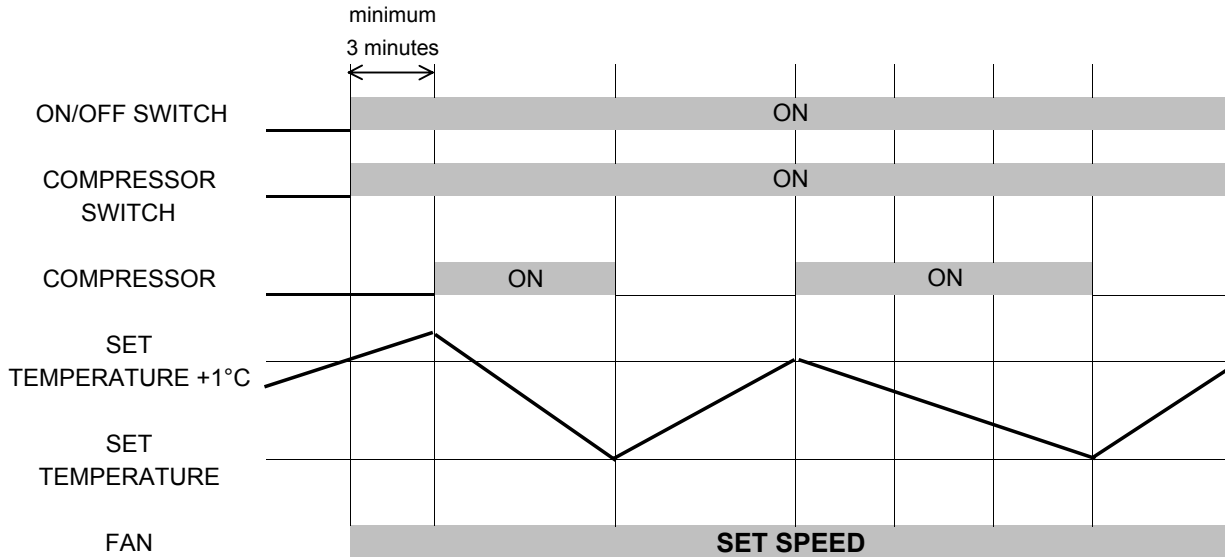 minimum
3 minutes
ON/OFF SWITCH
ON
COMPRESSOR
SWITCH
ON
COMPRESSOR
ON
ON
SET
TEMPERATURE +1°C
SET
TEMPERATURE
FAN
SET SPEED